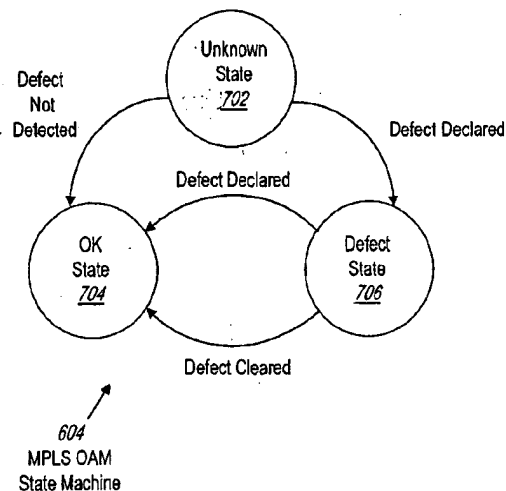 Unknown
State
702
Defect
Not
Detected
Defect Declared
Defect Declared
OK
State
704
Defect
State
706
Defect Cleared
604
MPLS OAM
State Machine